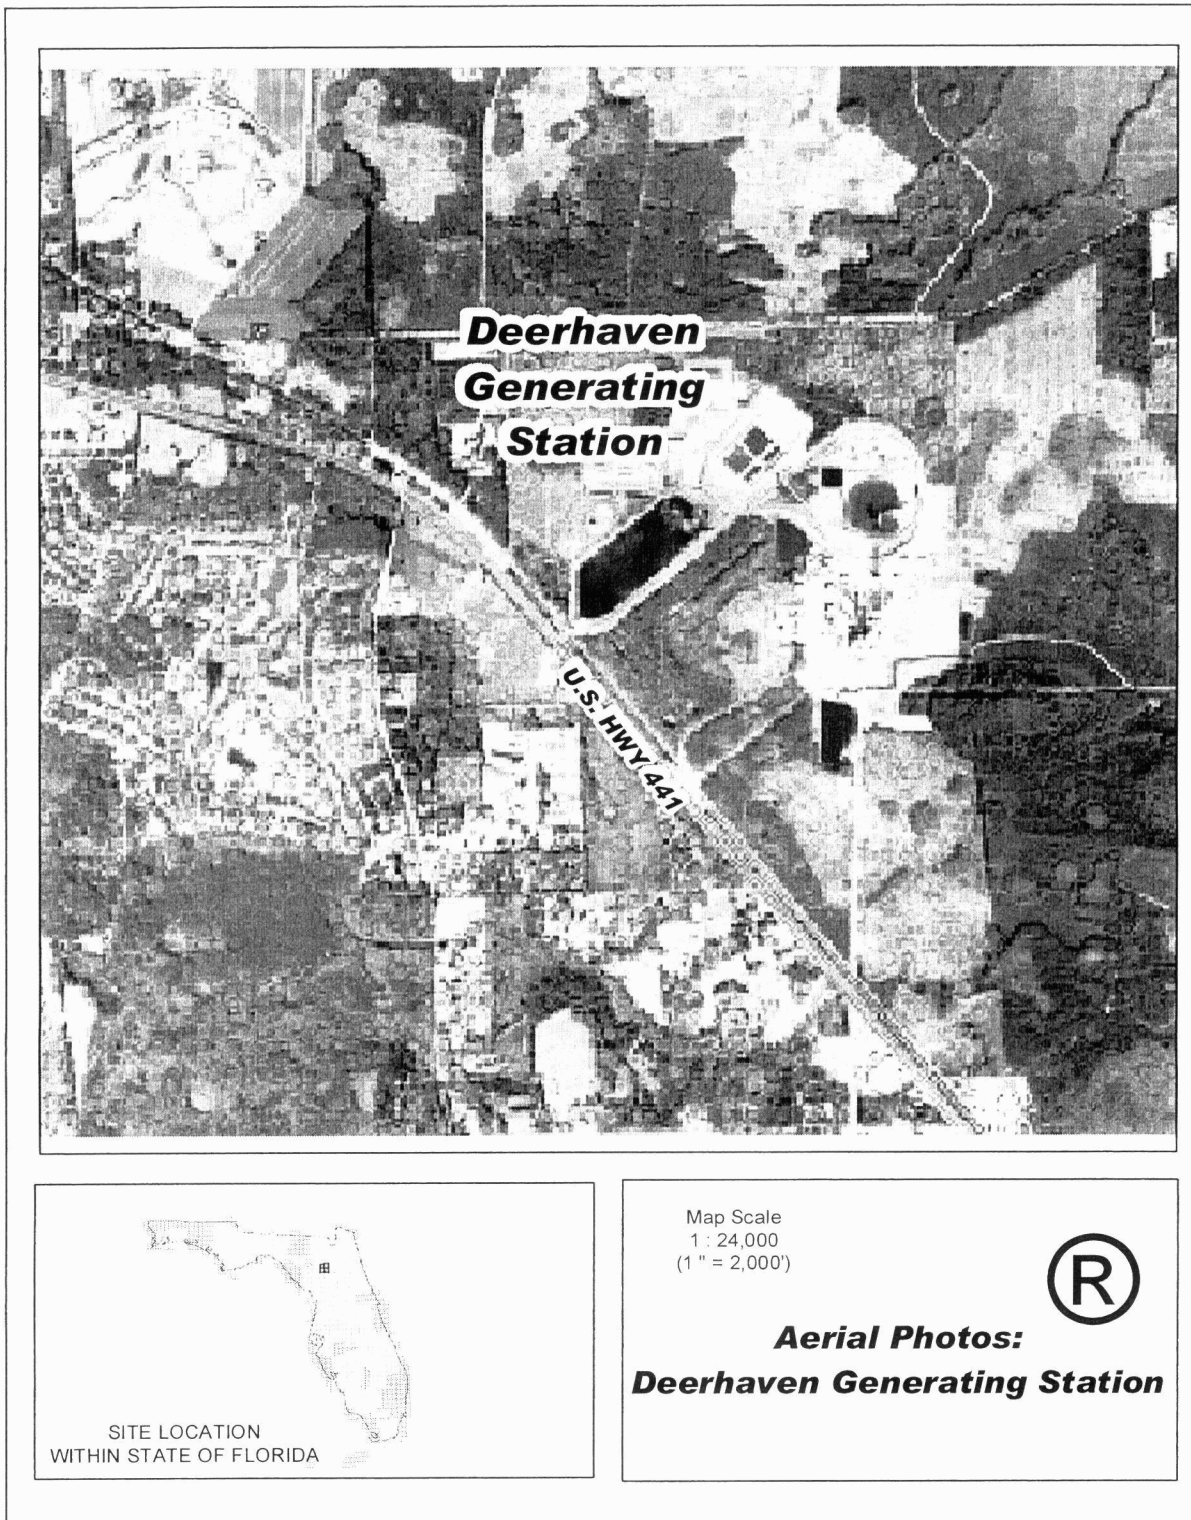 Deerhaven
Generating
Station
U.S. HWY 441
SITE LOCATION
WITHIN STATE OF FLORIDA
Map Scale
1 : 24,000
(1 " = 2,000')
R
Aerial Photos:
Deerhaven Generating Station